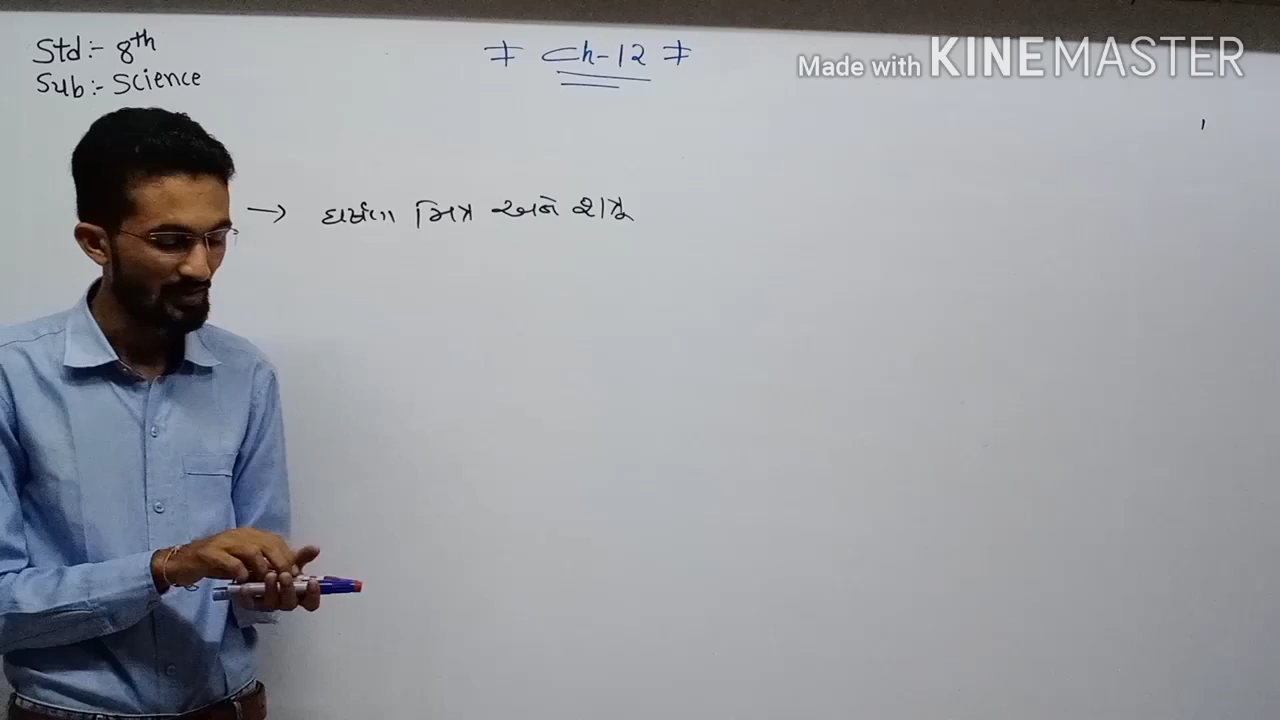 Std:- 8th
Sub:- Science
Ch-12
Made with KINEMASTER
→ ઘર્ષણ મિત્ર અને શત્રૂ